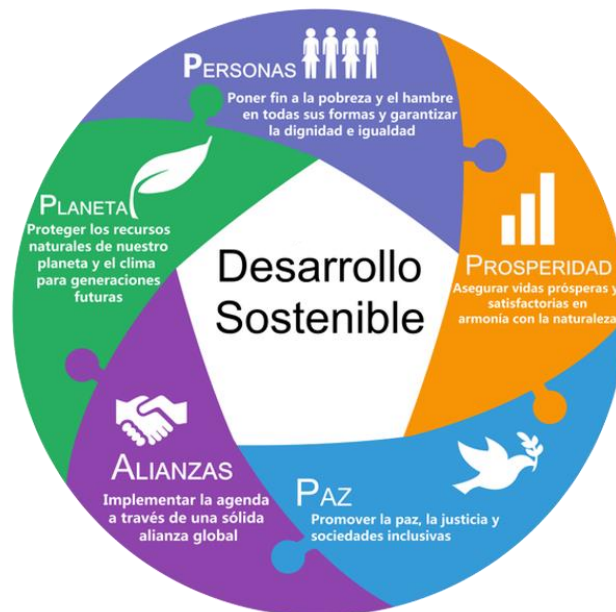 PERSONAS
Poner fin a la pobreza y el hambre
en todas sus formas y garantizar
la dignidad e igualdad
PROSPERIDAD
Asegurar vidas prósperas y
satisfactorias en
armonía con la naturaleza
PAZ
Promover la paz, la justicia y
sociedades inclusivas
ALIANZAS
Implementar la agenda
a través de una sólida
alianza global
PLANETA
Proteger los recursos
naturales de nuestro
planeta y el clima
para generaciones
futuras
Desarrollo
Sostenible